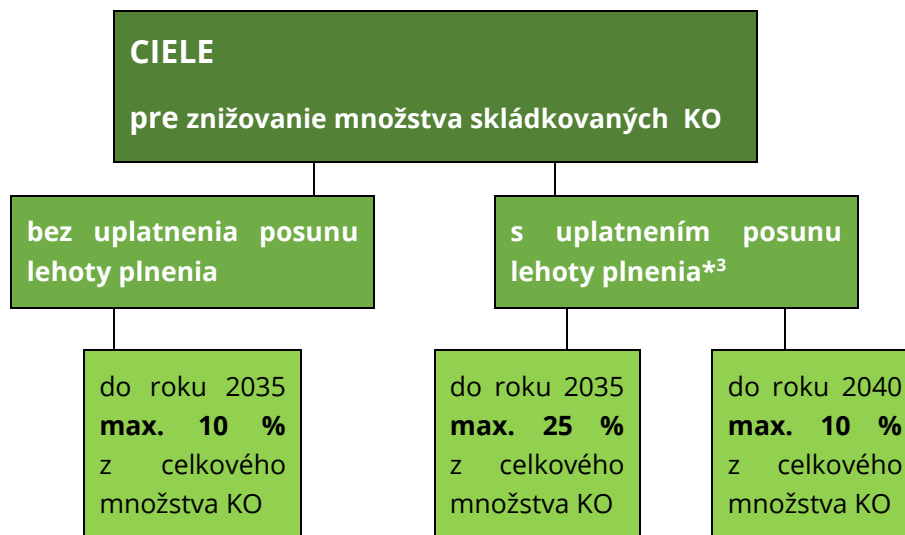 CIELE
pre znižovanie množstva skládkovaných KO
bez uplatnenia posunu
lehoty plnenia
s uplatnením posunu
lehoty plnenia*³
do roku 2035
max. 10 %
z celkového
množstva KO
do roku 2035
max. 25 %
z celkového
množstva KO
do roku 2040
max. 10 %
z celkového
množstva KO